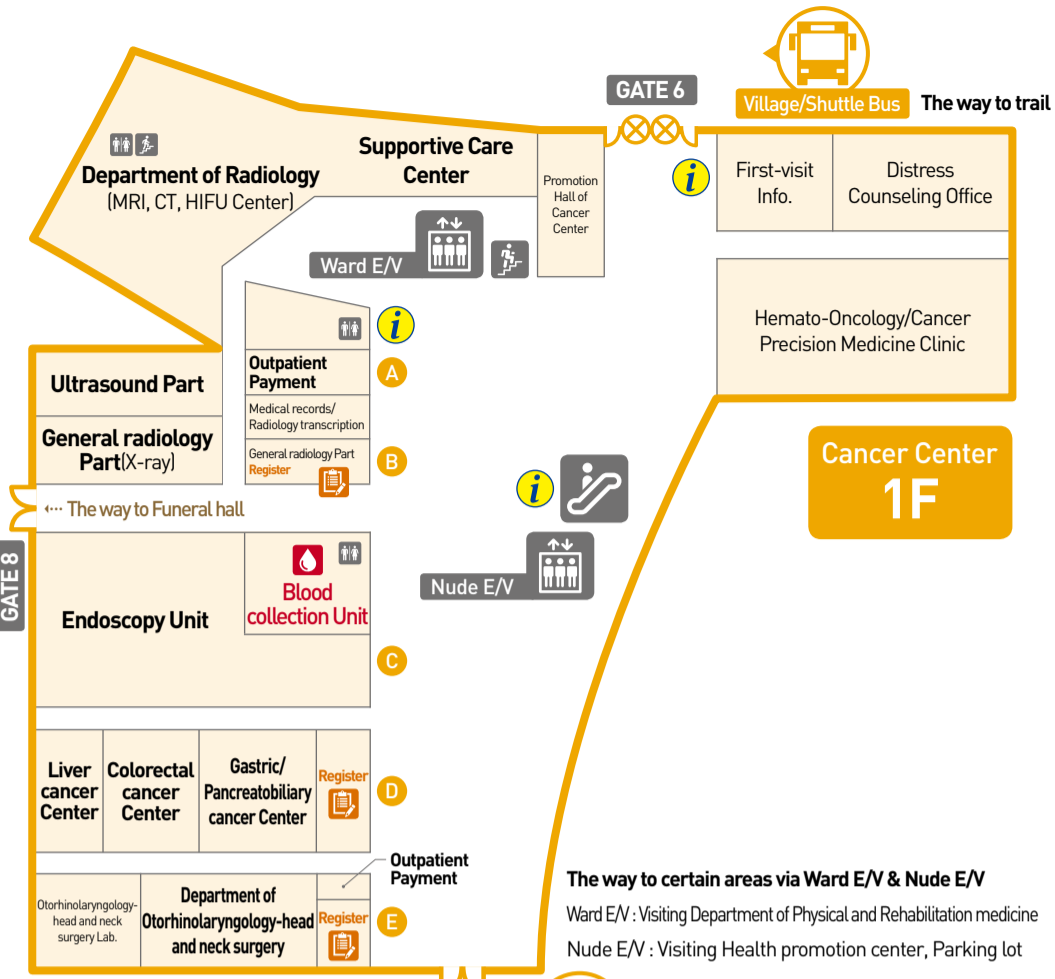 GATE 6
Village/Shuttle Bus
The way to trail
Department of Radiology
(MRI, CT, HIFU Center)
Supportive Care
Center
Promotion
Hall of
Cancer
Center
i
First-visit
Info.
Distress
Counseling Office
Ward E/V
Hemato-Oncology/Cancer
Precision Medicine Clinic
i
Outpatient
Payment
A
Medical records/
Radiology transcription
General radiology Part
Register
B
Ultrasound Part
General radiology
Part(X-ray)
Cancer Center
1F
i
The way to Funeral hall
GATE 8
Nude E/V
Blood
collection Unit
Endoscopy Unit
C
Liver
cancer
Center
Colorectal
cancer
Center
Gastric/
Pancreatobiliary
cancer Center
Register
D
Outpatient
Payment
Otorhinolaryngology-
head and neck
surgery Lab.
Department of
Otorhinolaryngology-head
and neck surgery
Register
E
The way to certain areas via Ward E/V & Nude E/V
Ward E/V : Visiting Department of Physical and Rehabilitation medicine
Nude E/V : Visiting Health promotion center, Parking lot